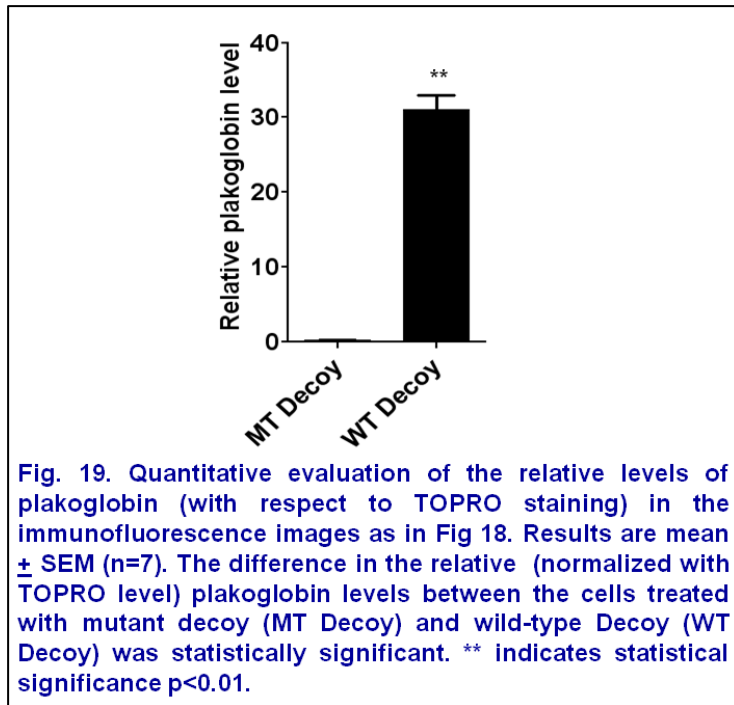 40
**
30
20
10
0
Relative plakoglobin level
MT Decoy
WT Decoy
Fig. 19. Quantitative evaluation of the relative levels of
plakoglobin (with respect to TOPRO staining) in the
immunofluorescence images as in Fig 18. Results are mean
± SEM (n=7). The difference in the relative (normalized with
TOPRO level) plakoglobin levels between the cells treated
with mutant decoy (MT Decoy) and wild-type Decoy (WT
Decoy) was statistically significant. ** indicates statistical
significance p<0.01.